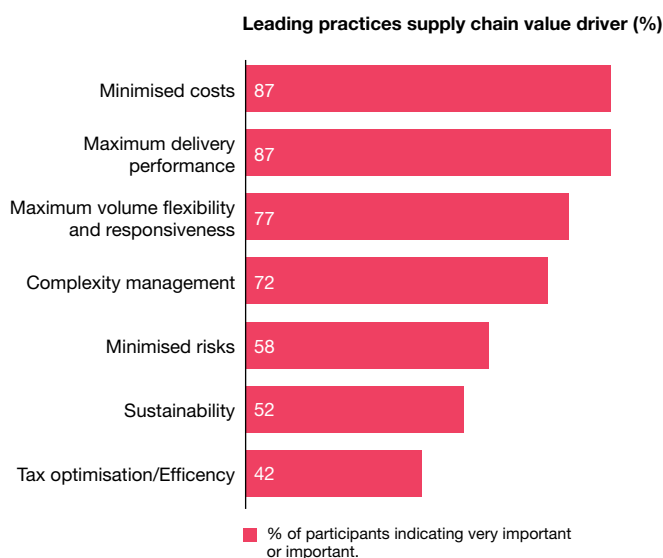 Leading practices supply chain value driver (%)
Minimised costs
87
Maximum delivery
performance
87
Maximum volume flexibility
and responsiveness
77
Complexity management
72
Minimised risks
58
Sustainability
52
Tax optimisation/Efficency
42
% of participants indicating very important
or important.